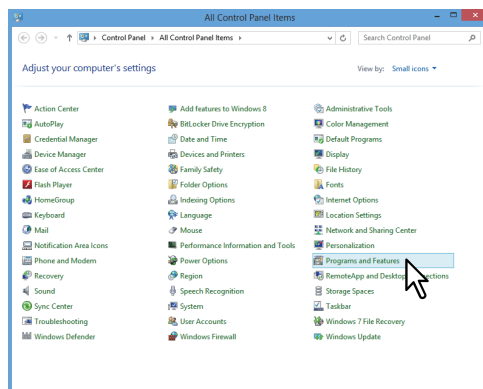 All Control Panel Items
Control Panel All Control Panel Items Search Control Panel
Adjust your computer's settings View by: Small icons
Action Center Add features to Windows 8 Administrative Tools
AutoPlay BitLocker Drive Encryption Color Management
Credential Manager Date and Time Default Programs
Device Manager Devices and Printers Display
Ease of Access Center Family Safety File History
Flash Player Folder Options Fonts
HomeGroup Indexing Options Internet Options
Keyboard Language Location Settings
Mail Mouse Network and Sharing Center
Notification Area Icons Performance Information and Tools Personalization
Phone and Modem Power Options Programs and Features
Recovery Region RemoteApp and Desktop
Sound Speech Recognition Storage Spaces
Sync Center System Taskbar
Troubleshooting User Accounts Windows 7 File Recovery
Windows Defender Windows Firewall Windows Update